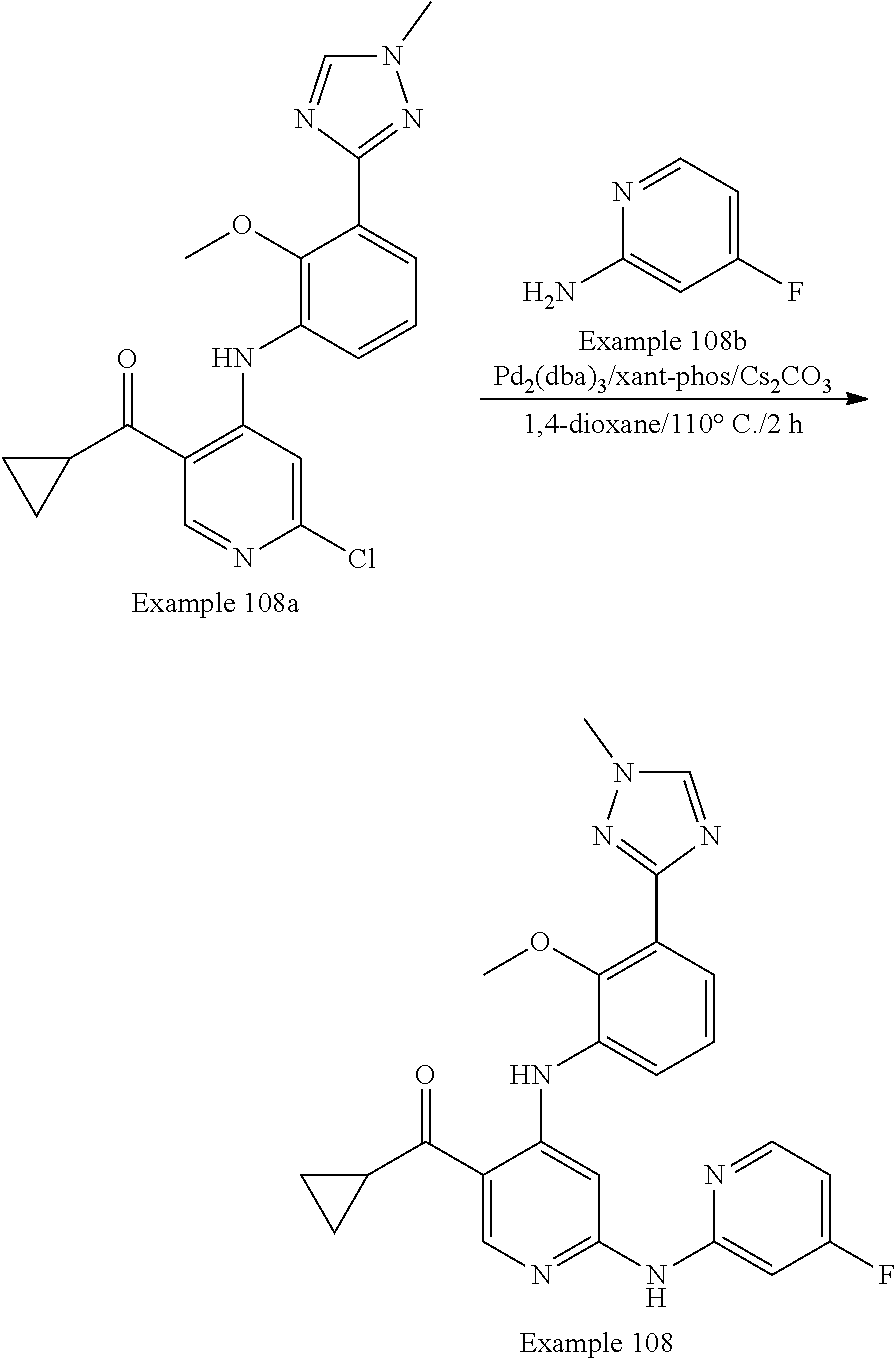 N
N
N
O
N
H₂N
F
O
HN
Example 108b
Pd₂(dba)₃/xant-phos/Cs₂CO₃
1,4-dioxane/110° C./2 h
N
Cl
Example 108a
N
N
N
O
O
HN
N
N
N
H
F
Example 108